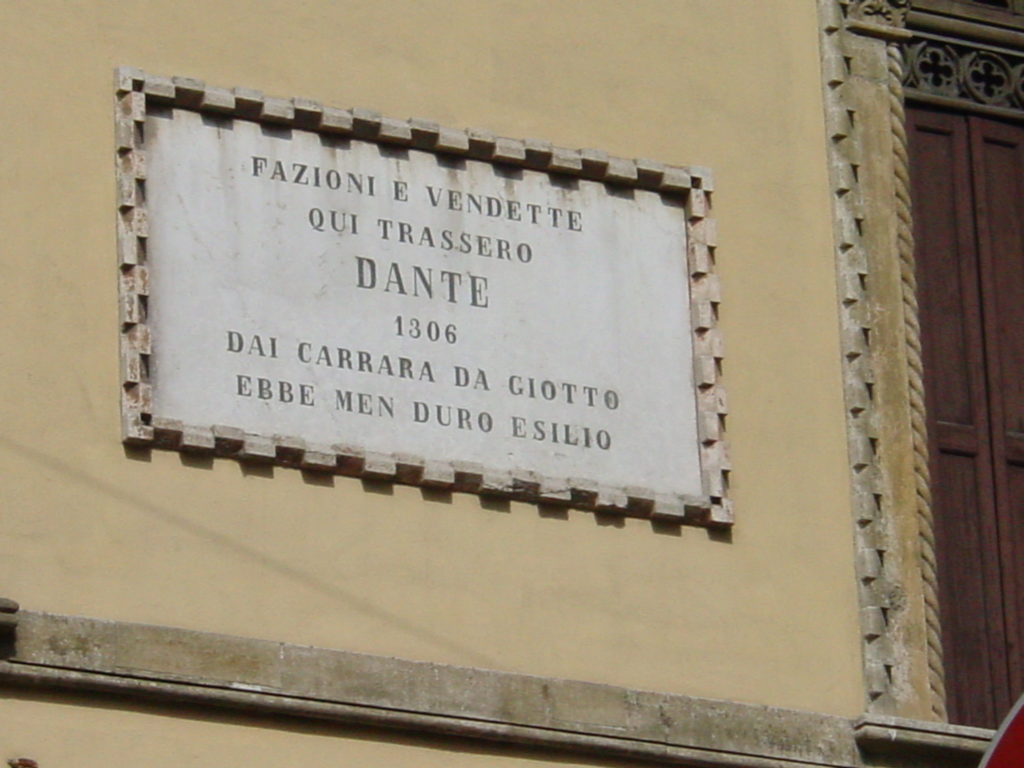 FAZIONI E VENDETTE
QUI TRASSERO
DANTE
1306
DAI CARRARA DA GIOTTO
EBBE MEN DURO ESILIO